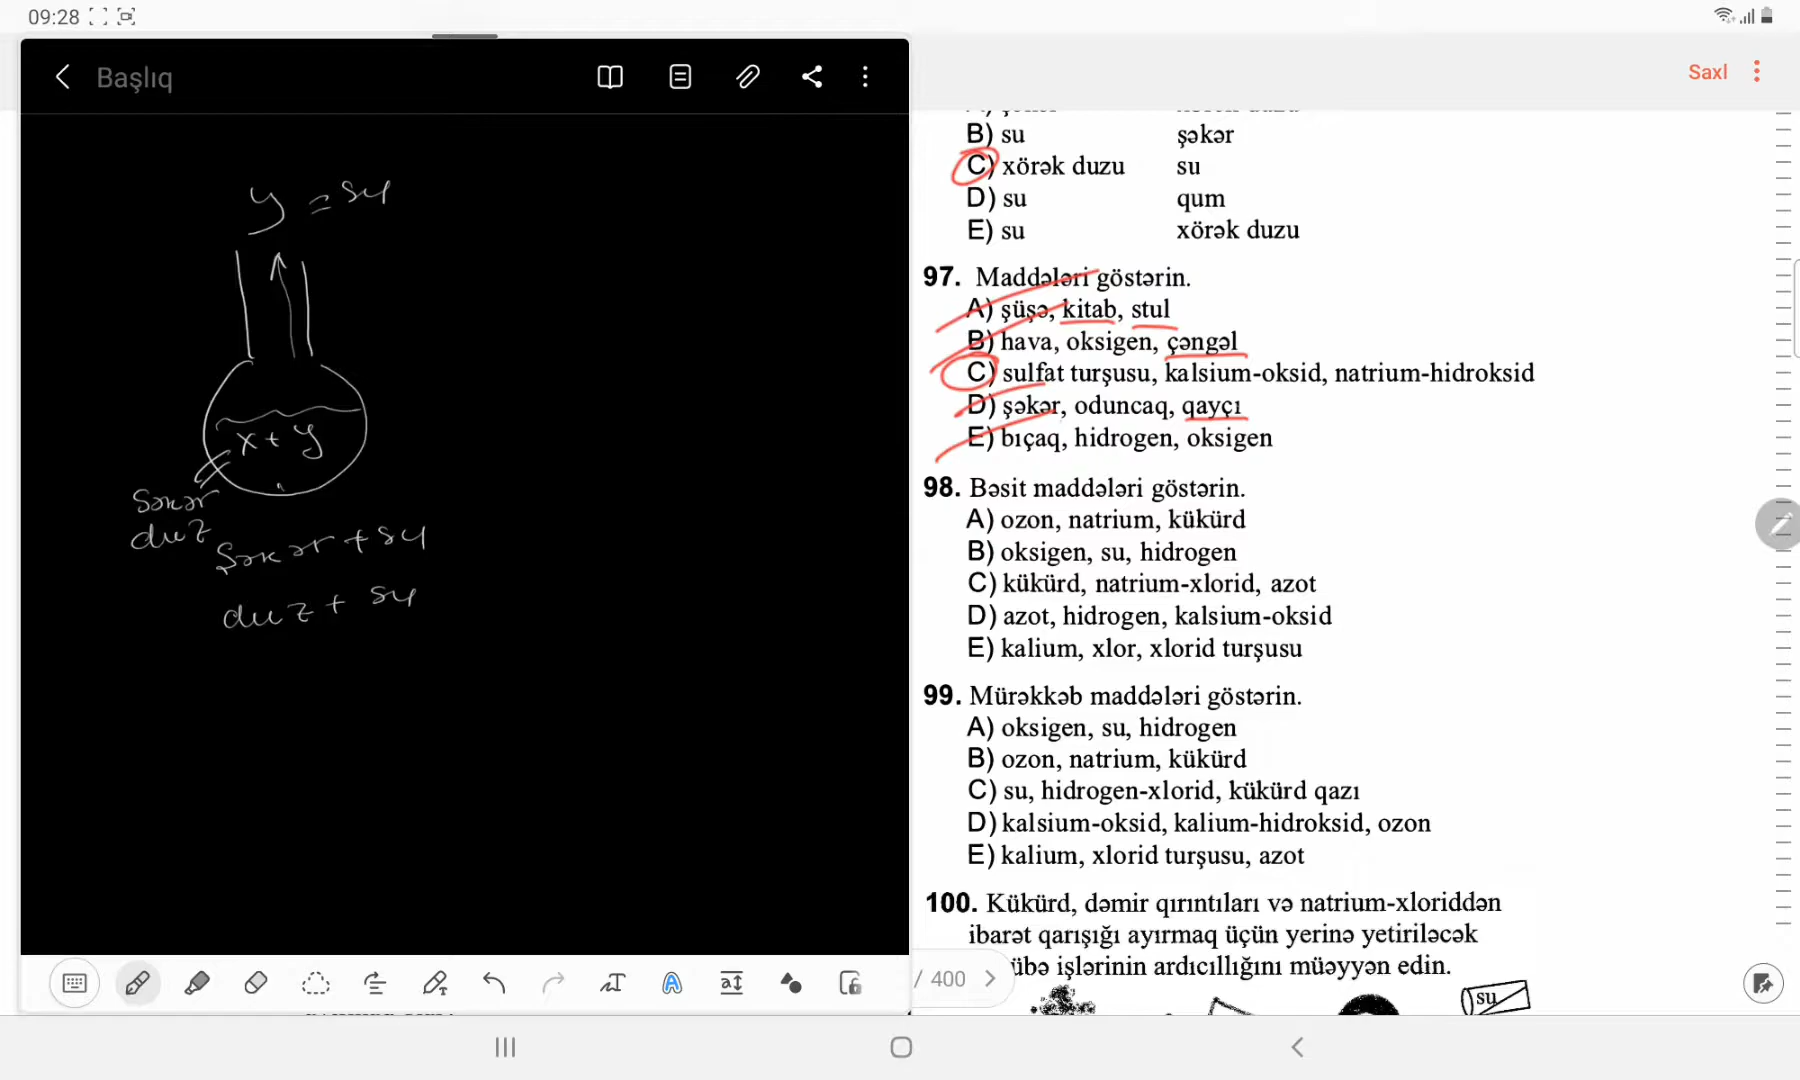 09:28
Başlıq
Saxl
y = su
x + y
Şəkər
duz
Şəkər + su
duz + su
B) su şəkər
C) xörək duzu su
D) su qum
E) su xörək duzu
97. Maddələri göstərin.
A) şüşə, kitab, stul
B) hava, oksigen, çəngəl
C) sulfat turşusu, kalsium-oksid, natrium-hidroksid
D) şəkər, oduncaq, qayçı
E) bıçaq, hidrogen, oksigen
98. Bəsit maddələri göstərin.
A) ozon, natrium, kükürd
B) oksigen, su, hidrogen
C) kükürd, natrium-xlorid, azot
D) azot, hidrogen, kalsium-oksid
E) kalium, xlor, xlorid turşusu
99. Mürəkkəb maddələri göstərin.
A) oksigen, su, hidrogen
B) ozon, natrium, kükürd
C) su, hidrogen-xlorid, kükürd qazı
D) kalsium-oksid, kalium-hidroksid, ozon
E) kalium, xlorid turşusu, azot
100. Kükürd, dəmir qırıntıları və natrium-xloriddən
ibarət qarışığı ayırmaq üçün yerinə yetiriləcək
übə işlərinin ardıcıllığını müəyyən edin.
/ 400
su